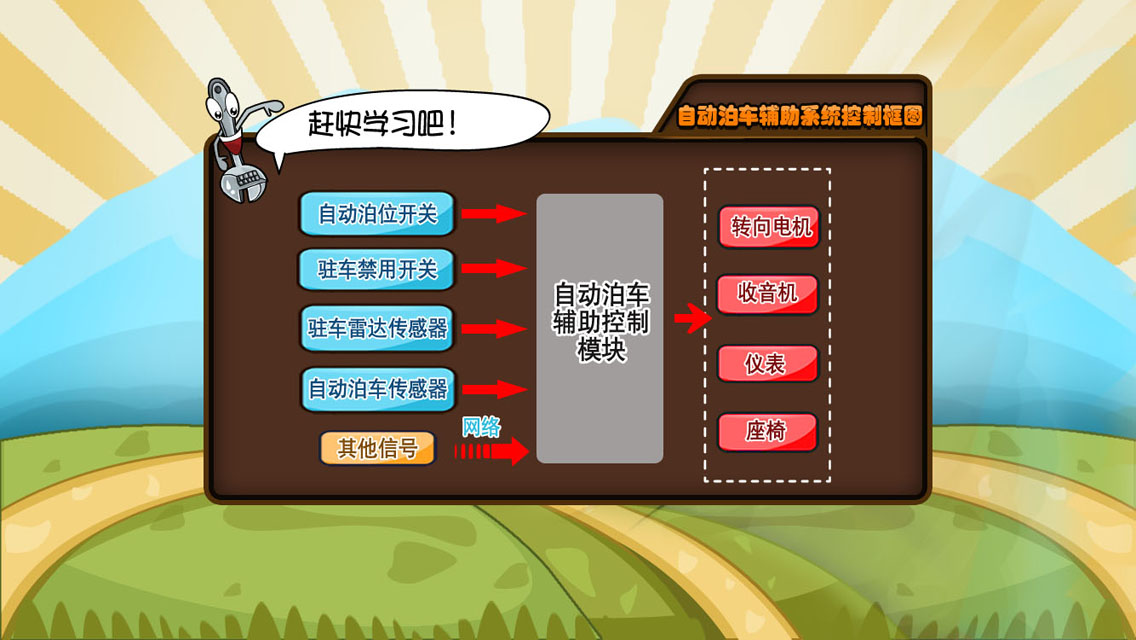 自动泊车辅助系统控制框图
赶快学习吧!
自动泊位开关
驻车禁用开关
驻车雷达传感器
自动泊车传感器
其他信号
网络
自动泊车
辅助控制
模块
转向电机
收音机
仪表
座椅